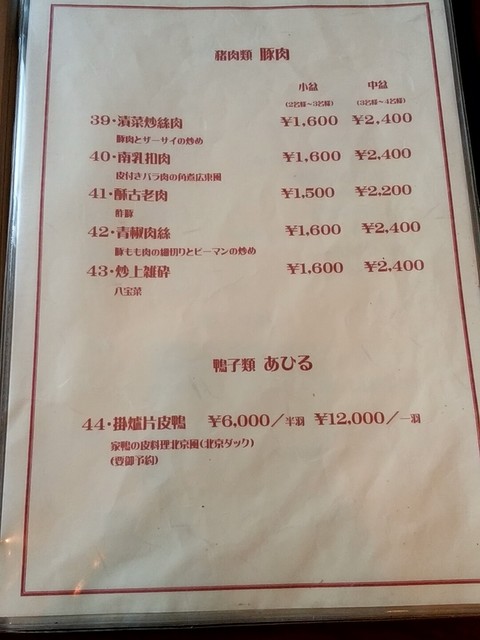 猪肉類 豚肉
小盆 中盆
(2名様~3名様) (3名様~4名様)
39・漬菜炒絲肉 ¥1,600 ¥2,400
豚肉とザーサイの炒め
40・南乳扣肉 ¥1,600 ¥2,400
皮付きバラ肉の角煮広東風
41・酥古老肉 ¥1,500 ¥2,200
酢豚
42・青椒肉絲 ¥1,600 ¥2,400
豚もも肉の細切りとピーマンの炒め
43・炒上雑砕 ¥1,600 ¥2,400
八宝菜
鴨子類 あひる
44・掛爐片皮鴨 ¥6,000/半羽 ¥12,000/一羽
家鴨の皮料理北京風(北京ダック)
(要御予約)